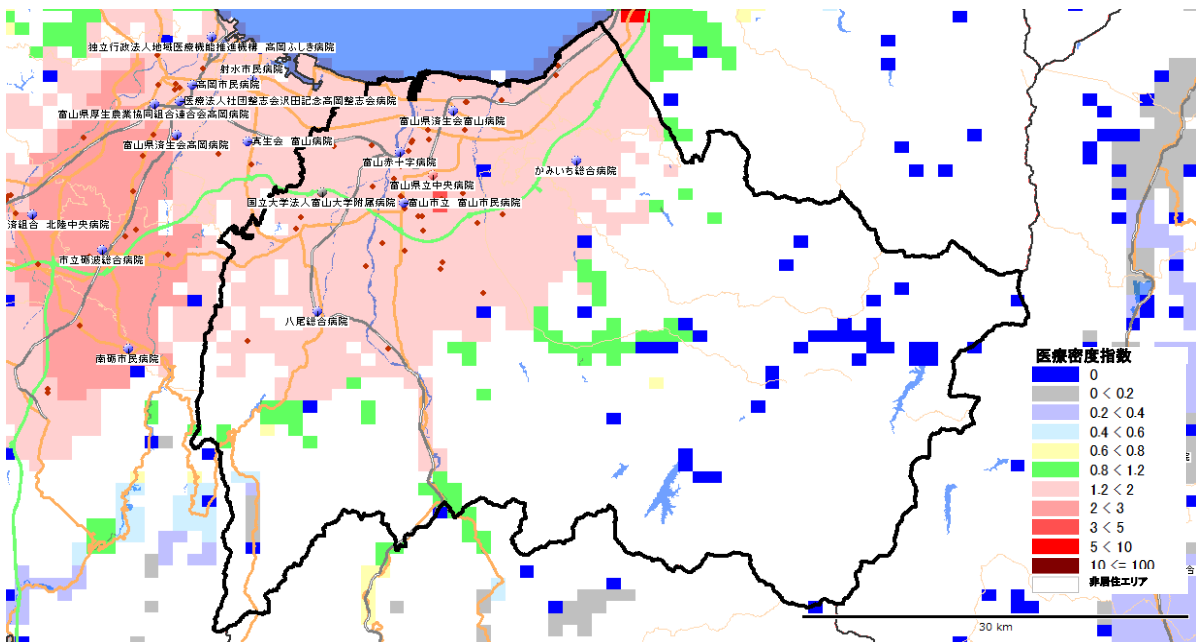 独立行政法人地域医療機能推進機構　高岡ふしき病院
射水市民病院
高岡市民病院
医療法人社団整志会沢田記念高岡整志会病院
富山県厚生農業協同組合連合会高岡病院
富山県済生会富山病院
富山県済生会高岡病院
真生会　富山病院
富山赤十字病院
かみいち総合病院
富山県立中央病院
国立大学法人富山大学附属病院
富山市立　富山市民病院
済組合　北陸中央病院
市立砺波総合病院
八尾総合病院
南砺市民病院
医療密度指数
0
0 < 0.2
0.2 < 0.4
0.4 < 0.6
0.6 < 0.8
0.8 < 1.2
1.2 < 2
2 < 3
3 < 5
5 < 10
10 <= 100
非居住エリア
30 km
合